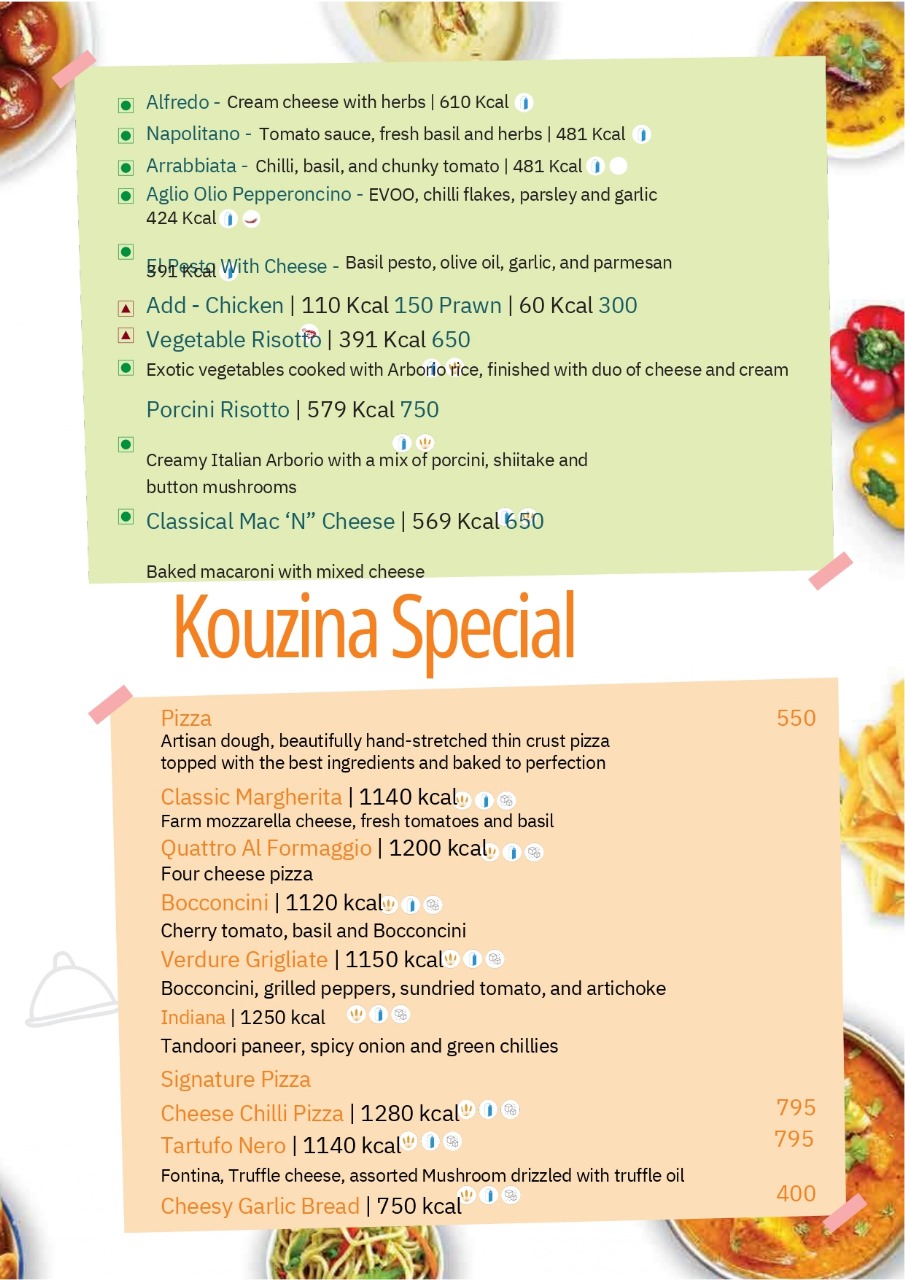 Alfredo - Cream cheese with herbs | 610 Kcal
Napolitano - Tomato sauce, fresh basil and herbs | 481 Kcal
Arrabbiata - Chilli, basil, and chunky tomato | 481 Kcal
Aglio Olio Pepperoncino - EVOO, chilli flakes, parsley and garlic
424 Kcal
El Pesto With Cheese - Basil pesto, olive oil, garlic, and parmesan
391 Kcal
Add - Chicken | 110 Kcal 150 Prawn | 60 Kcal 300
Vegetable Risotto | 391 Kcal 650
Exotic vegetables cooked with Arborio rice, finished with duo of cheese and cream
Porcini Risotto | 579 Kcal 750
Creamy Italian Arborio with a mix of porcini, shiitake and
button mushrooms
Classical Mac ‘N” Cheese | 569 Kcal 650
Baked macaroni with mixed cheese
Kouzina Special
Pizza 550
Artisan dough, beautifully hand-stretched thin crust pizza
topped with the best ingredients and baked to perfection
Classic Margherita | 1140 kcal
Farm mozzarella cheese, fresh tomatoes and basil
Quattro Al Formaggio | 1200 kcal
Four cheese pizza
Bocconcini | 1120 kcal
Cherry tomato, basil and Bocconcini
Verdure Grigliate | 1150 kcal
Bocconcini, grilled peppers, sundried tomato, and artichoke
Indiana | 1250 kcal
Tandoori paneer, spicy onion and green chillies
Signature Pizza
Cheese Chilli Pizza | 1280 kcal 795
Tartufo Nero | 1140 kcal 795
Fontina, Truffle cheese, assorted Mushroom drizzled with truffle oil
Cheesy Garlic Bread | 750 kcal 400